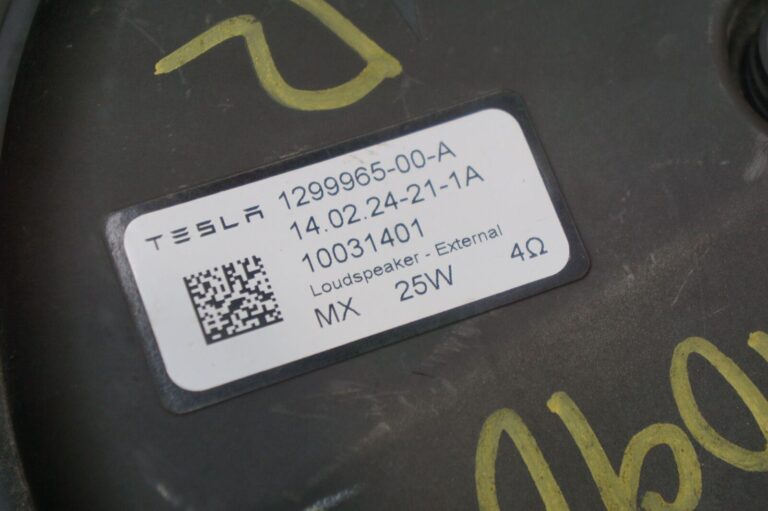 TESLA
1299965-00-A
14.02.24-21-1A
10031401
Loudspeaker - External
MX 25W 4Ω